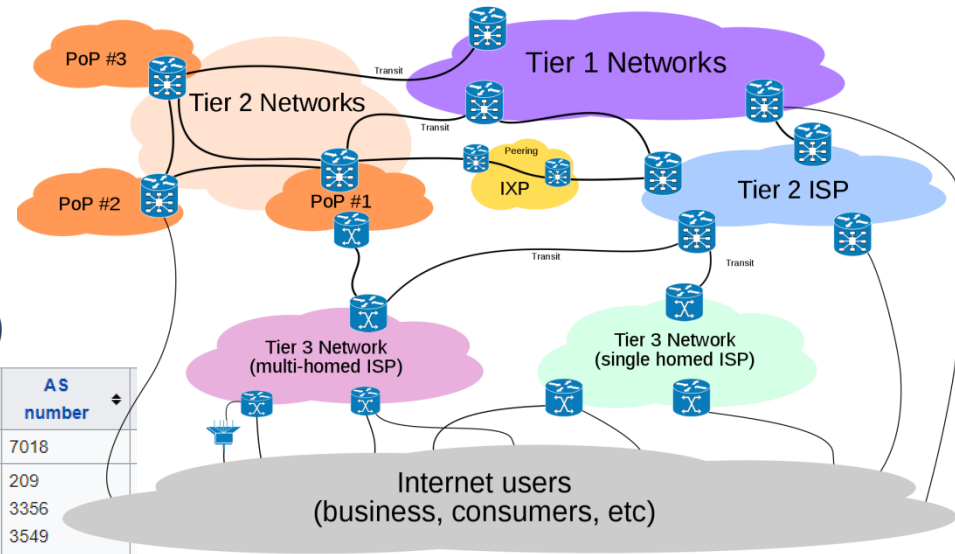 PoP #3
Tier 1 Networks
Transit
Tier 2 Networks
Transit
Peering
IXP
Tier 2 ISP
PoP #2
PoP #1
Transit
Transit
Tier 3 Network
(multi-homed ISP)
Tier 3 Network
(single homed ISP)
AS
number
7018
209
3356
3549
Internet users
(business, consumers, etc)